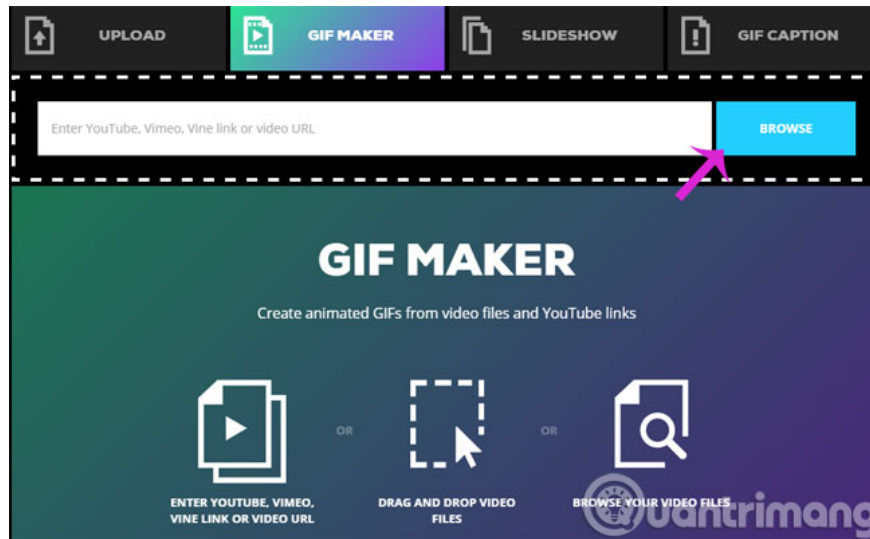 UPLOAD
GIF MAKER
SLIDESHOW
GIF CAPTION
Enter YouTube, Vimeo, Vine link or video URL
BROWSE
GIF MAKER
Create animated GIFs from video files and YouTube links
OR
OR
ENTER YOUTUBE, VIMEO,
VINE LINK OR VIDEO URL
DRAG AND DROP VIDEO
FILES
BROWSE YOUR VIDEO FILES
Quantrimang